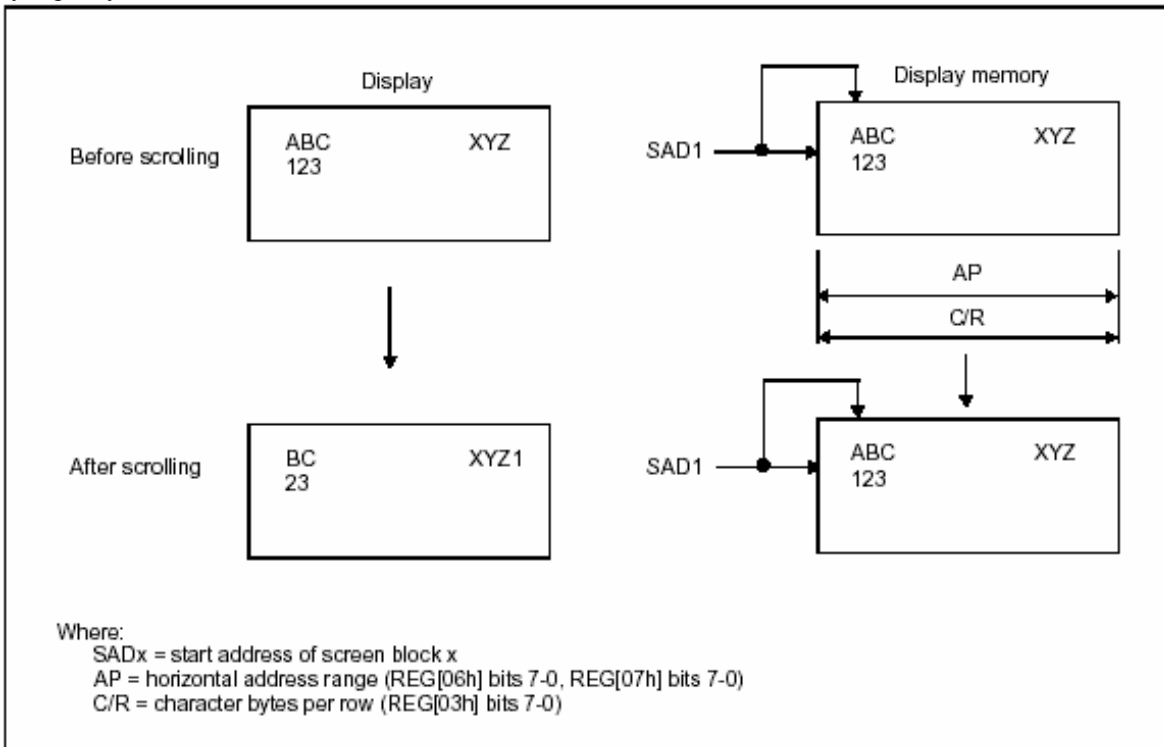 Display
Display memory
Before scrolling
ABC XYZ
123
SAD1
ABC XYZ
123
AP
C/R
After scrolling
BC XYZ1
23
SAD1
ABC XYZ
123
Where:
SADx = start address of screen block x
AP = horizontal address range (REG[06h] bits 7-0, REG[07h] bits 7-0)
C/R = character bytes per row (REG[03h] bits 7-0)